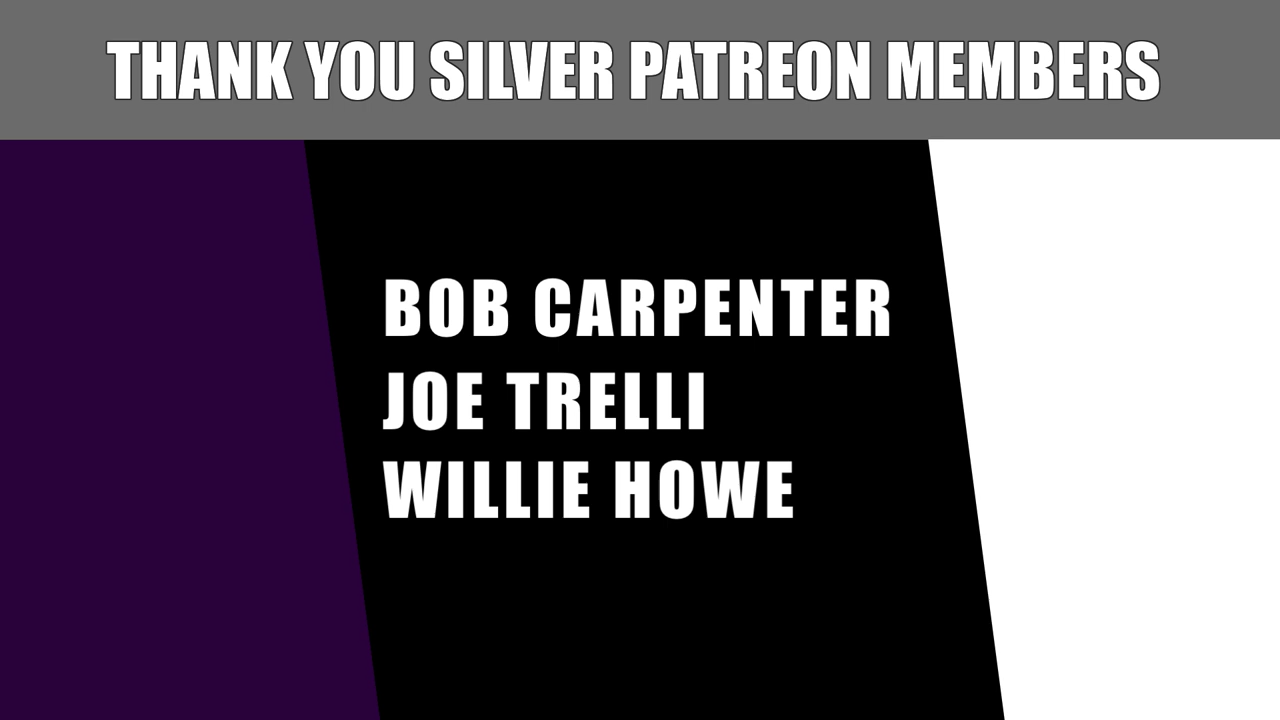 THANK YOU SILVER PATREON MEMBERS
BOB CARPENTER
JOE TRELLI
WILLIE HOWE